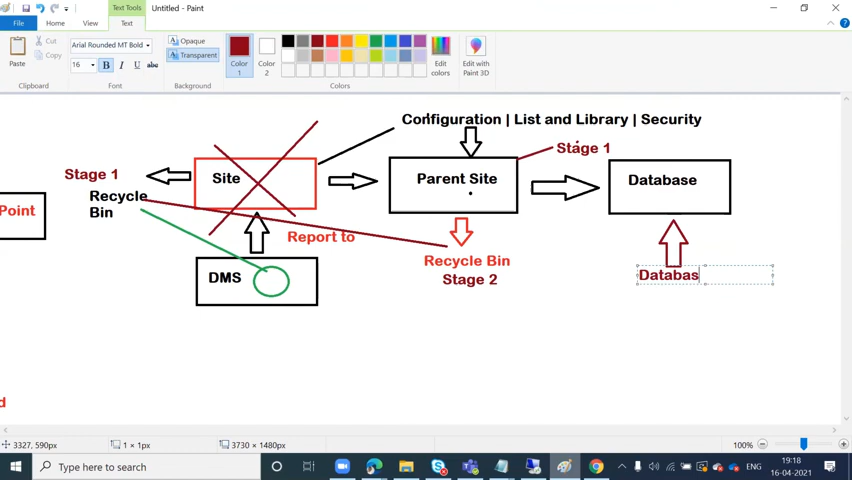 Text Tools
Untitled - Paint
File
Home
View
Text
Paste
Cut
Copy
Clipboard
Arial Rounded MT Bold
16
B
I
U
abc
Font
Opaque
Transparent
Background
Color
1
Color
2
Edit
colors
Edit with
Paint 3D
Colors
Configuration | List and Library | Security
Stage 1
Stage 1
Recycle
Bin
Site
Parent Site
Database
Point
Report to
Recycle Bin
Stage 2
DMS
Databas
d
3327, 590px
1 × 1px
3730 × 1480px
100%
Type here to search
ENG
19:18
16-04-2021